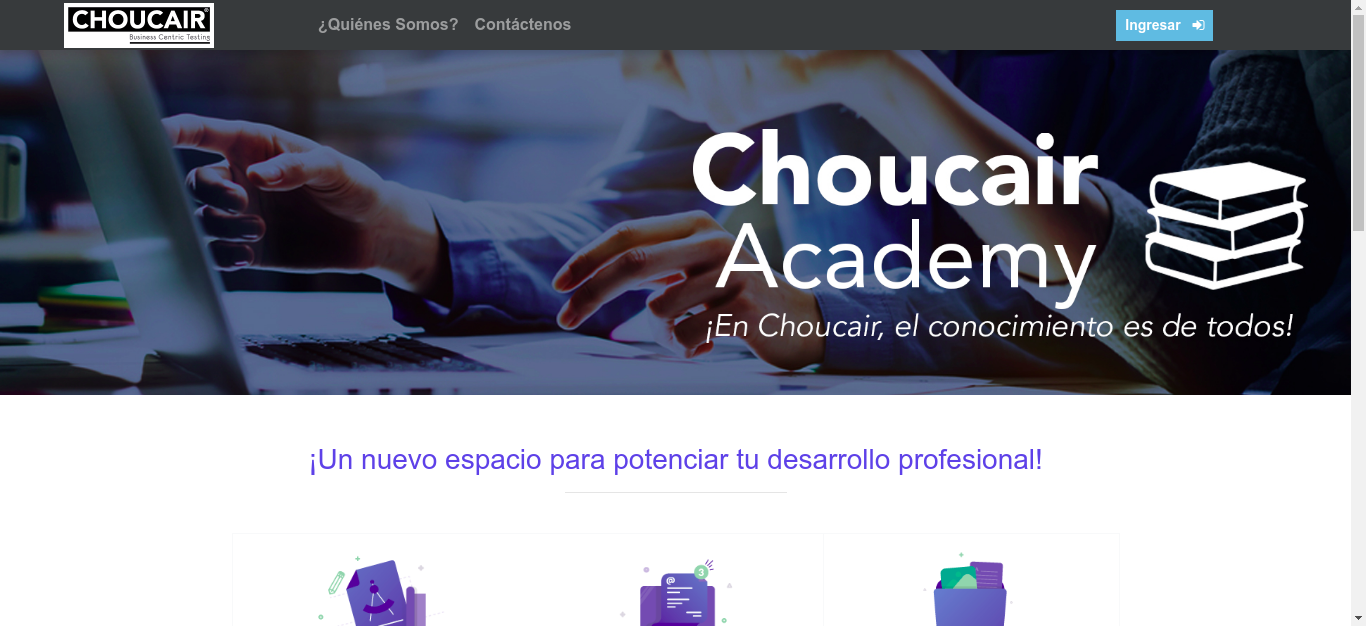 CHOUCAIR®
Business Centric Testing
¿Quiénes Somos? Contáctenos
Ingresar
Choucair
Academy
¡En Choucair, el conocimiento es de todos!
¡Un nuevo espacio para potenciar tu desarrollo profesional!
@
3